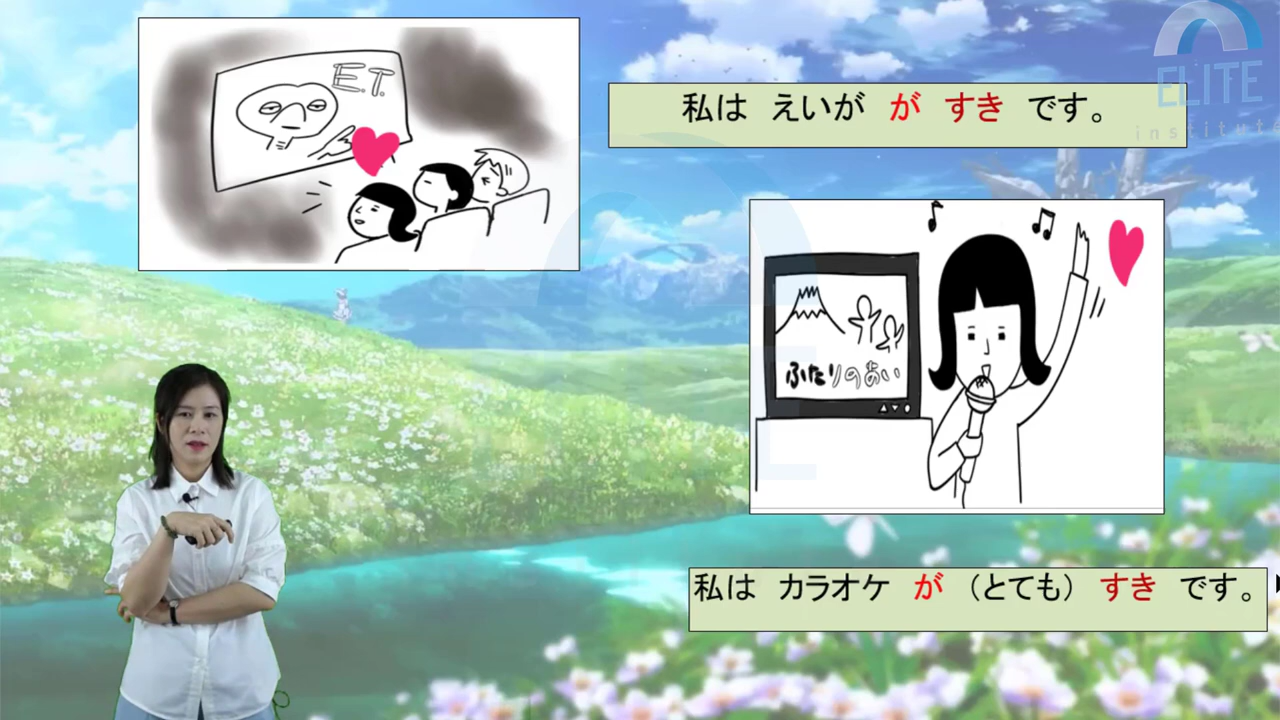 E.T.
私は えいが が すき です。
ELITE
institute
ふたりのあい
私は カラオケ が （とても） すき です。